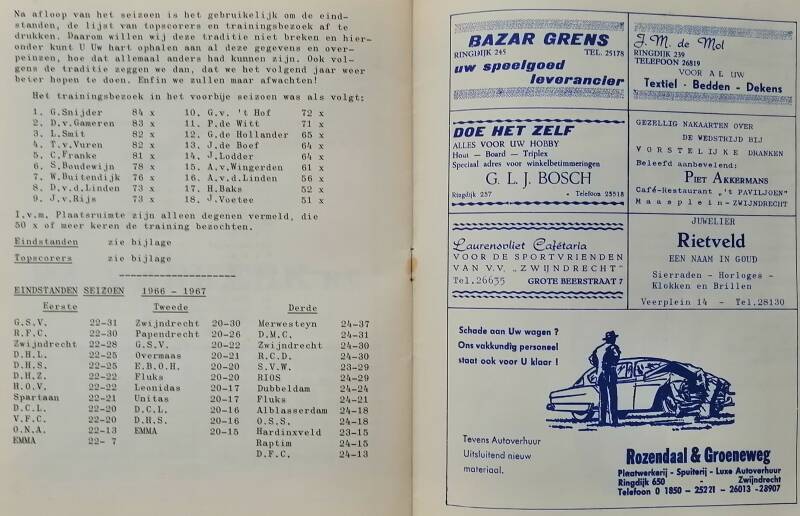 Na afloop van het seizoen is het gebruikelijk om de eind-
standen, de lijst van topscorers en trainingsbezoek af te
drukken. Daarom willen wij deze traditie niet breken en hier-
onder kunt U Uw hart ophalen aan al deze gegevens en over-
peinzen, hoe dat allemaal anders had kunnen zijn. Ook vol-
gens de traditie zeggen we dan, dat we het volgend jaar weer
beter hopen te doen. Enfin we zullen maar afwachten!
Het trainingsbezoek in het voorbije seizoen was als volgt:
1. G.Snijder 84 x 10. G.v. 't Hof 72 x
2. D.v.Gameren 83 x 11. P.de Witt 71 x
3. L.Smit 82 x 12. G.de Hollander 65 x
4. T.v.Vuren 82 x 13. J.de Boef 64 x
5. C.Franke 81 x 14. J.Lodder 64 x
6. S.Boudewijn 78 x 15. A.v.Wingerden 60 x
7. W.Buitendijk 76 x 16. A.v.d.Linden 56 x
8. D.v.d.Linden 73 x 17. H.Baks 52 x
9. J.v.Rijs 73 x 18. J.Voetee 51 x
I.v.m. Plaatsruimte zijn alleen degenen vermeld, die
50 x of meer keren de training bezochten.
Eindstanden zie bijlage
Topscorers zie bijlage
--------------------
EINDSTANDEN SEIZOEN 1966 - 1967
Eerste Tweede Derde
G.S.V. 22-31 Zwijndrecht 20-30 Merwesteyn 24-37
R.F.C. 22-30 Papendrecht 20-26 D.M.C. 24-31
Zwijndrecht 22-28 G.S.V. 20-22 Zwijndrecht 24-30
D.H.L. 22-25 Overmaas 20-21 R.C.D. 24-30
D.H.S. 22-25 E.B.O.H. 20-20 S.V.W. 23-29
D.H.Z. 22-22 Fluks 20-20 RIOS 24-29
H.O.V. 22-22 Leonidas 20-17 Dubbeldam 24-24
Spartaan 22-21 Unitas 20-17 Fluks 24-21
D.C.L. 22-20 D.C.L. 20-16 Alblasserdam 24-18
V.F.C. 22-20 D.H.S. 20-16 O.S.S. 24-18
O.N.A. 22-13 EMMA 20-15 Hardinxveld 23-15
EMMA 22- 7 Raptim 24-15
D.F.C. 24-13
BAZAR GRENS
RINGDIJK 245 TEL. 25178
uw speelgoed
leverancier
J. M. de Mol
RINGDIJK 239
TELEFOON 26819
VOOR AL UW
Textiel - Bedden - Dekens
DOE HET ZELF
ALLES VOOR UW HOBBY
Hout — Board — Triplex
Speciaal adres voor winkelbetimmeringen
G. L. J. BOSCH
Ringdijk 257 • Telefoon 25518
GEZELLIG NAKAARTEN OVER
DE WEDSTRIJD BIJ
VORSTELIJKE DRANKEN
Beleefd aanbevelend:
PIET AKKERMANS
Café-Restaurant „'t PAVILJOEN”
Maasplein - ZWIJNDRECHT
Laurensvliet Cafétaria
VOOR DE SPORTVRIENDEN
VAN V.V. „ZWIJNDRECHT”
Tel. 26635 GROTE BEERSTRAAT 7
JUWELIER
Rietveld
EEN NAAM IN GOUD
Sierraden - Horloges -
Klokken en Brillen
Veerplein 14 - Tel. 28130
Schade aan Uw wagen ?
Ons vakkundig personeel
staat ook voor U klaar !
Tevens Autoverhuur
Uitsluitend nieuw
materiaal.
Rozendaal & Groeneweg
Plaatwerkerij - Spuiterij - Luxe Autoverhuur
Ringdijk 650 - Zwijndrecht
Telefoon 0 1850 - 25221 - 26013 -28907